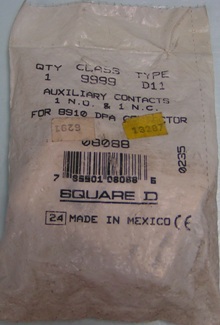 QTY CLASS TYPE
1 9999 D11
AUXILIARY CONTACTS
1 N.O. & 1 N.C.
FOR 8910 DPA
08088
0235
7 85901 08088 6
SQUARE D
24 MADE IN MEXICO CE